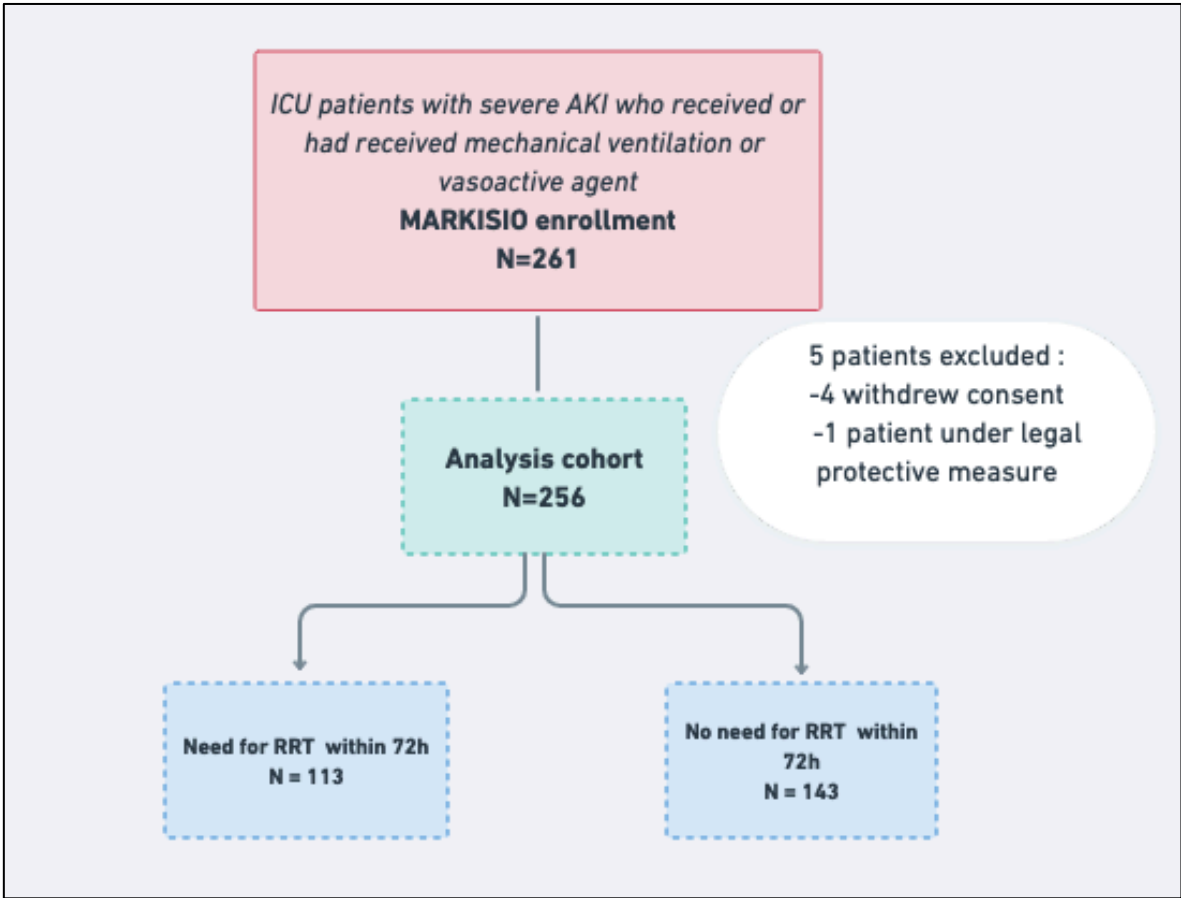 ICU patients with severe AKI who received or
had received mechanical ventilation or
vasoactive agent
MARKISIO enrollment
N=261
5 patients excluded :
-4 withdrew consent
-1 patient under legal
protective measure
Analysis cohort
N=256
Need for RRT within 72h
N = 113
No need for RRT within
72h
N = 143